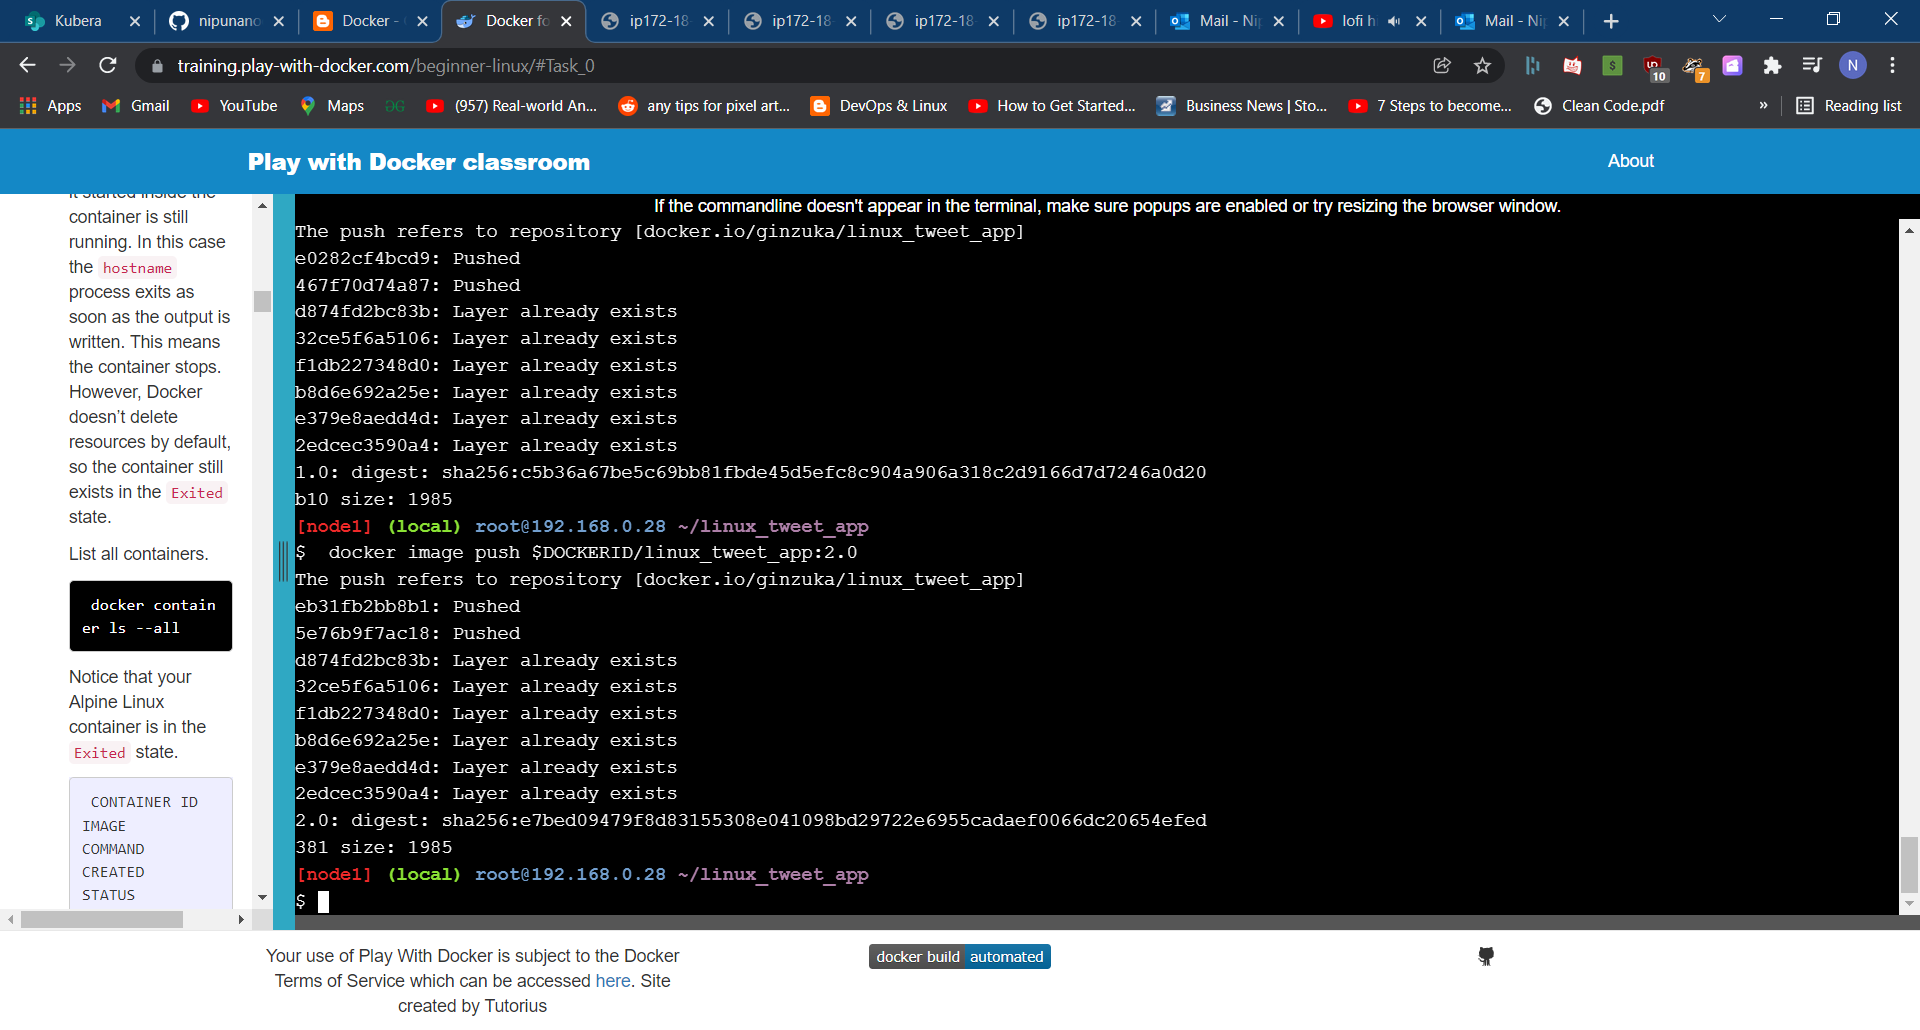 Kubera
nipunano
Docker -
Docker fo
ip172-18-
ip172-18-
ip172-18
ip172-18-
Mail - Nip
lofi hi
Mail - Nip
training.play-with-docker.com/beginner-linux/#Task_0
10
7
N
Apps
Gmail
YouTube
Maps
(957) Real-world An...
any tips for pixel art...
DevOps & Linux
How to Get Started...
Business News | Sto...
7 Steps to become...
Clean Code.pdf
»
Reading list
Play with Docker classroom
About
it started inside the
container is still
running. In this case
the hostname
process exits as
soon as the output is
written. This means
the container stops.
However, Docker
doesn’t delete
resources by default,
so the container still
exists in the Exited
state.
List all containers.
docker contain
er ls --all
Notice that your
Alpine Linux
container is in the
Exited state.
CONTAINER ID
IMAGE
COMMAND
CREATED
STATUS
If the commandline doesn't appear in the terminal, make sure popups are enabled or try resizing the browser window.
The push refers to repository [docker.io/ginzuka/linux_tweet_app]
e0282cf4bcd9: Pushed
467f70d74a87: Pushed
d874fd2bc83b: Layer already exists
32ce5f6a5106: Layer already exists
f1db227348d0: Layer already exists
b8d6e692a25e: Layer already exists
e379e8aedd4d: Layer already exists
2edcec3590a4: Layer already exists
1.0: digest: sha256:c5b36a67be5c69bb81fbde45d5efc8c904a906a318c2d9166d7d7246a0d20
b10 size: 1985
[node1] (local) root@192.168.0.28 ~/linux_tweet_app
$  docker image push $DOCKERID/linux_tweet_app:2.0
The push refers to repository [docker.io/ginzuka/linux_tweet_app]
eb31fb2bb8b1: Pushed
5e76b9f7ac18: Pushed
d874fd2bc83b: Layer already exists
32ce5f6a5106: Layer already exists
f1db227348d0: Layer already exists
b8d6e692a25e: Layer already exists
e379e8aedd4d: Layer already exists
2edcec3590a4: Layer already exists
2.0: digest: sha256:e7bed09479f8d83155308e041098bd29722e6955cadaef0066dc20654efed
381 size: 1985
[node1] (local) root@192.168.0.28 ~/linux_tweet_app
$
Your use of Play With Docker is subject to the Docker
Terms of Service which can be accessed here. Site
created by Tutorius
docker build automated